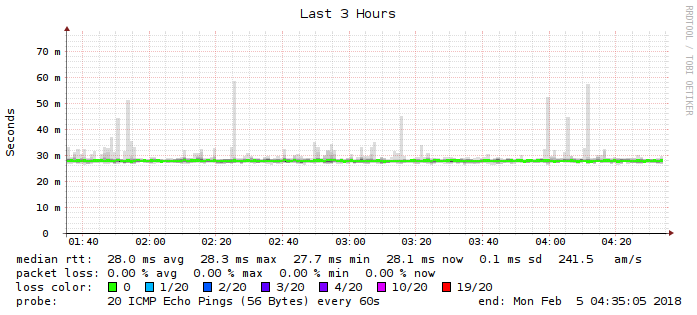 Last 3 Hours
RRDTOOL / TOBI OETIKER
Seconds
70 m
60 m
50 m
40 m
30 m
20 m
10 m
0
01:40 02:00 02:20 02:40 03:00 03:20 03:40 04:00 04:20
median rtt: 28.0 ms avg 28.3 ms max 27.7 ms min 28.1 ms now 0.1 ms sd 241.5 am/s
packet loss: 0.00 % avg 0.00 % max 0.00 % min 0.00 % now
loss color: 0 1/20 2/20 3/20 4/20 10/20 19/20
probe: 20 ICMP Echo Pings (56 Bytes) every 60s end: Mon Feb 5 04:35:05 2018